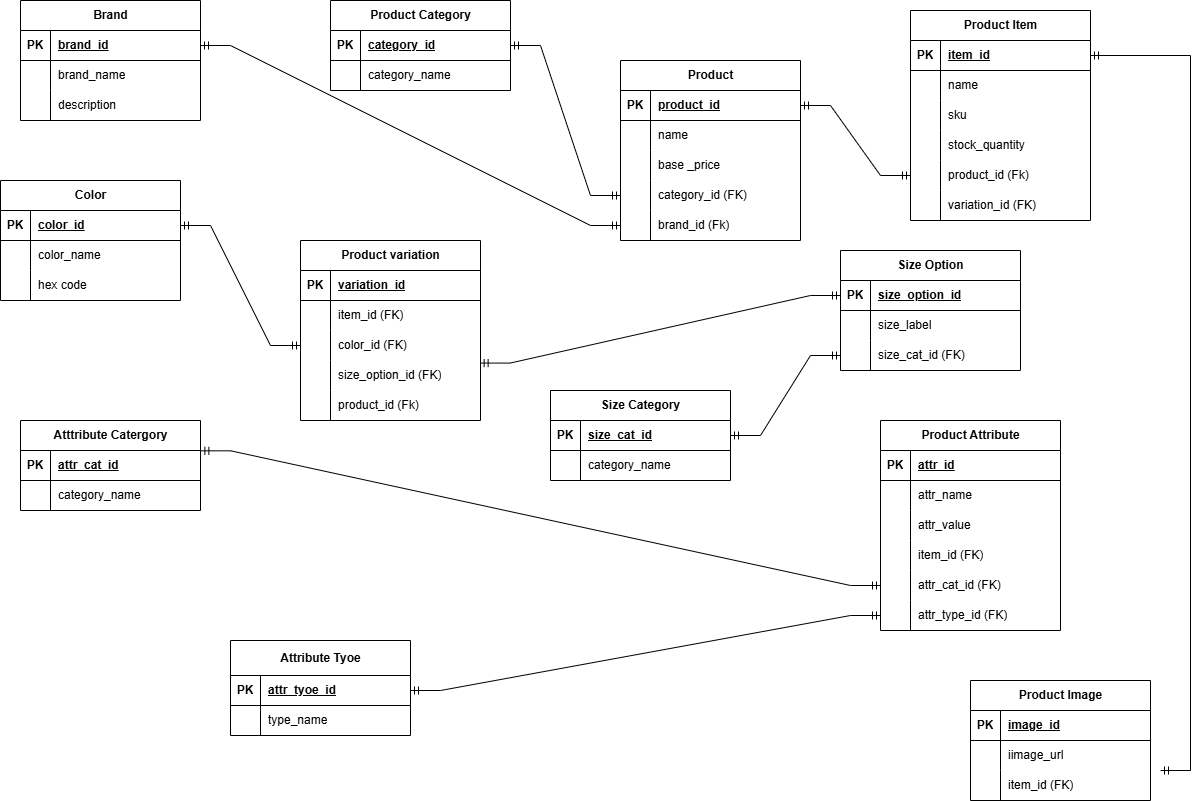 Brand
PK brand_id
brand_name
description
Product Category
PK category_id
category_name
Product
PK product_id
name
base _price
category_id (FK)
brand_id (Fk)
Product Item
PK item_id
name
sku
stock_quantity
product_id (Fk)
variation_id (FK)
Color
PK color_id
color_name
hex code
Product variation
PK variation_id
item_id (FK)
color_id (FK)
size_option_id (FK)
product_id (Fk)
Size Option
PK size_option_id
size_label
size_cat_id (FK)
Size Category
PK size_cat_id
category_name
Atttribute Catergory
PK attr_cat_id
category_name
Product Attribute
PK attr_id
attr_name
attr_value
item_id (FK)
attr_cat_id (FK)
attr_type_id (FK)
Attribute Tyoe
PK attr_tyoe_id
type_name
Product Image
PK image_id
iimage_url
item_id (FK)